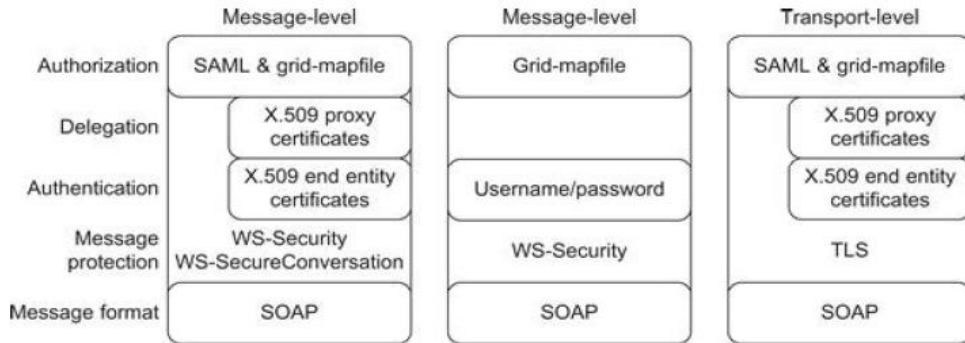 Message-level Message-level Transport-level
Authorization SAML & grid-mapfile Grid-mapfile SAML & grid-mapfile
Delegation X.509 proxy certificates X.509 proxy certificates
Authentication X.509 end entity certificates Username/password X.509 end entity certificates
Message protection WS-Security WS-SecureConversation WS-Security TLS
Message format SOAP SOAP SOAP